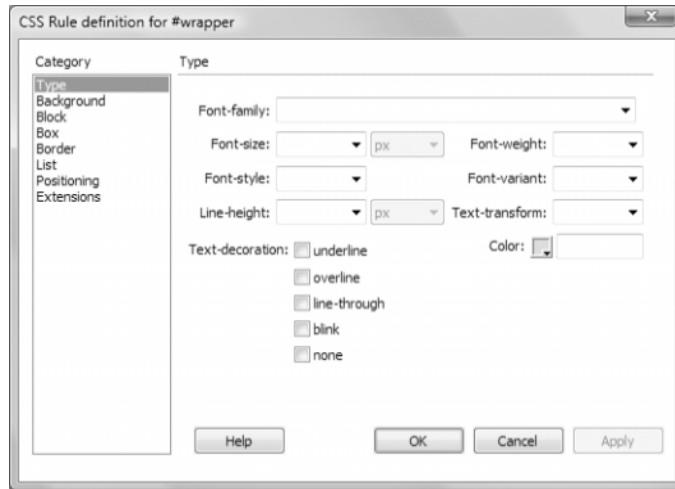 CSS Rule definition for #wrapper
x
Category
Type
Type
Background
Block
Box
Border
List
Positioning
Extensions
Font-family:
Font-size: px Font-weight:
Font-style: Font-variant:
Line-height: px Text-transform:
Text-decoration: underline Color:
overline
line-through
blink
none
Help OK Cancel Apply